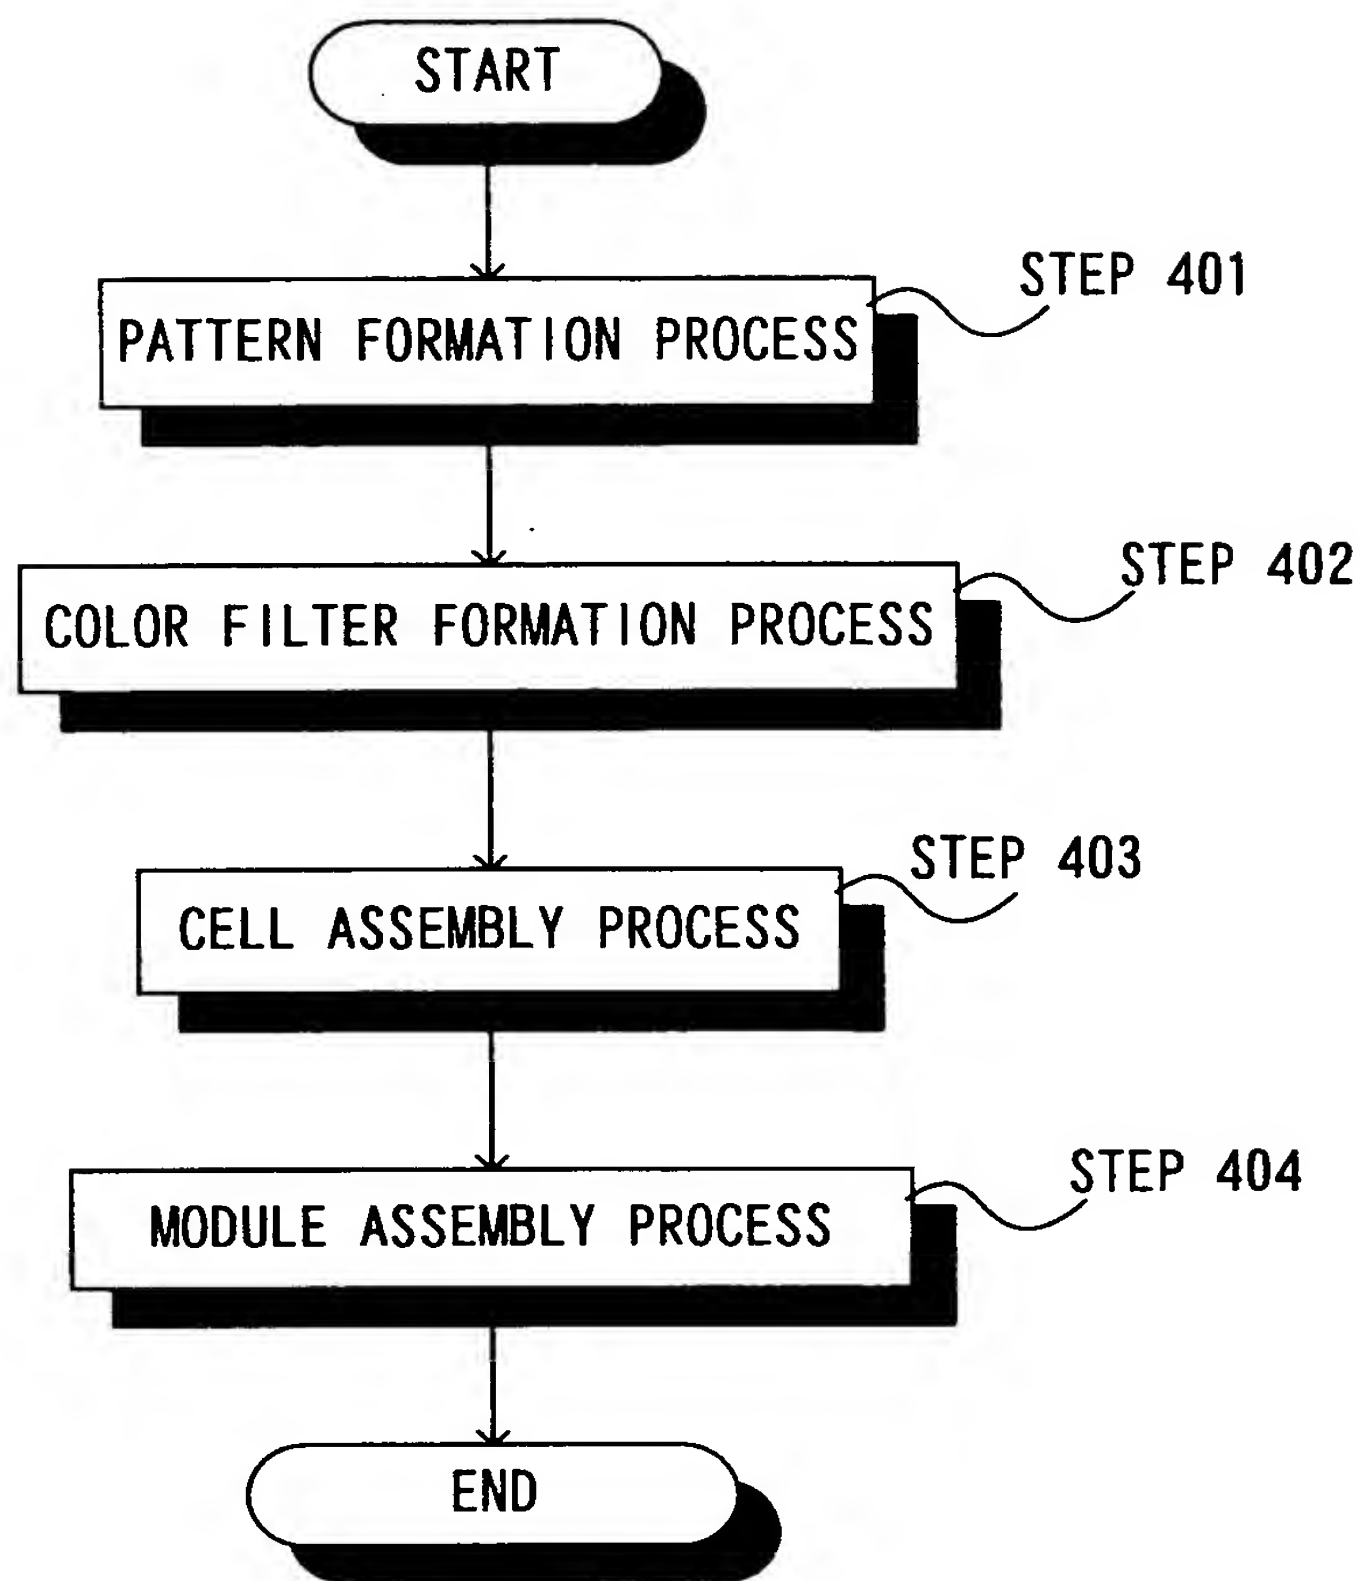 START
PATTERN FORMATION PROCESS
STEP 401
COLOR FILTER FORMATION PROCESS
STEP 402
CELL ASSEMBLY PROCESS
STEP 403
MODULE ASSEMBLY PROCESS
STEP 404
END